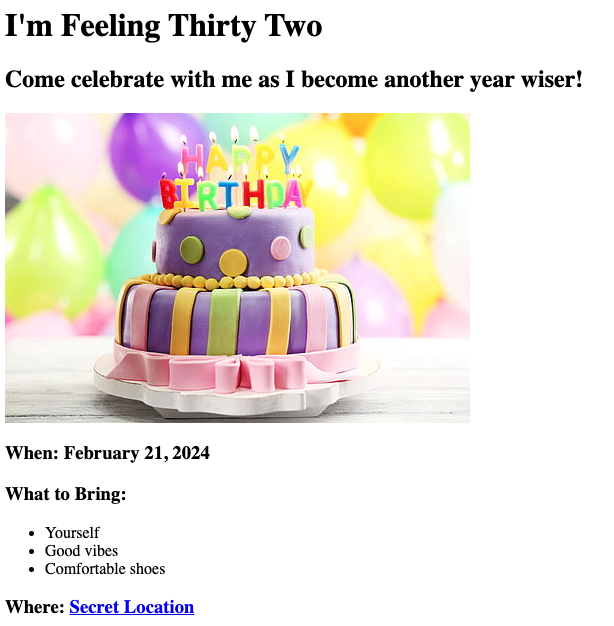 I'm Feeling Thirty Two
Come celebrate with me as I become another year wiser!
HAPPY
BIRTHDAY
When: February 21, 2024
What to Bring:
Yourself
Good vibes
Comfortable shoes
Where: Secret Location